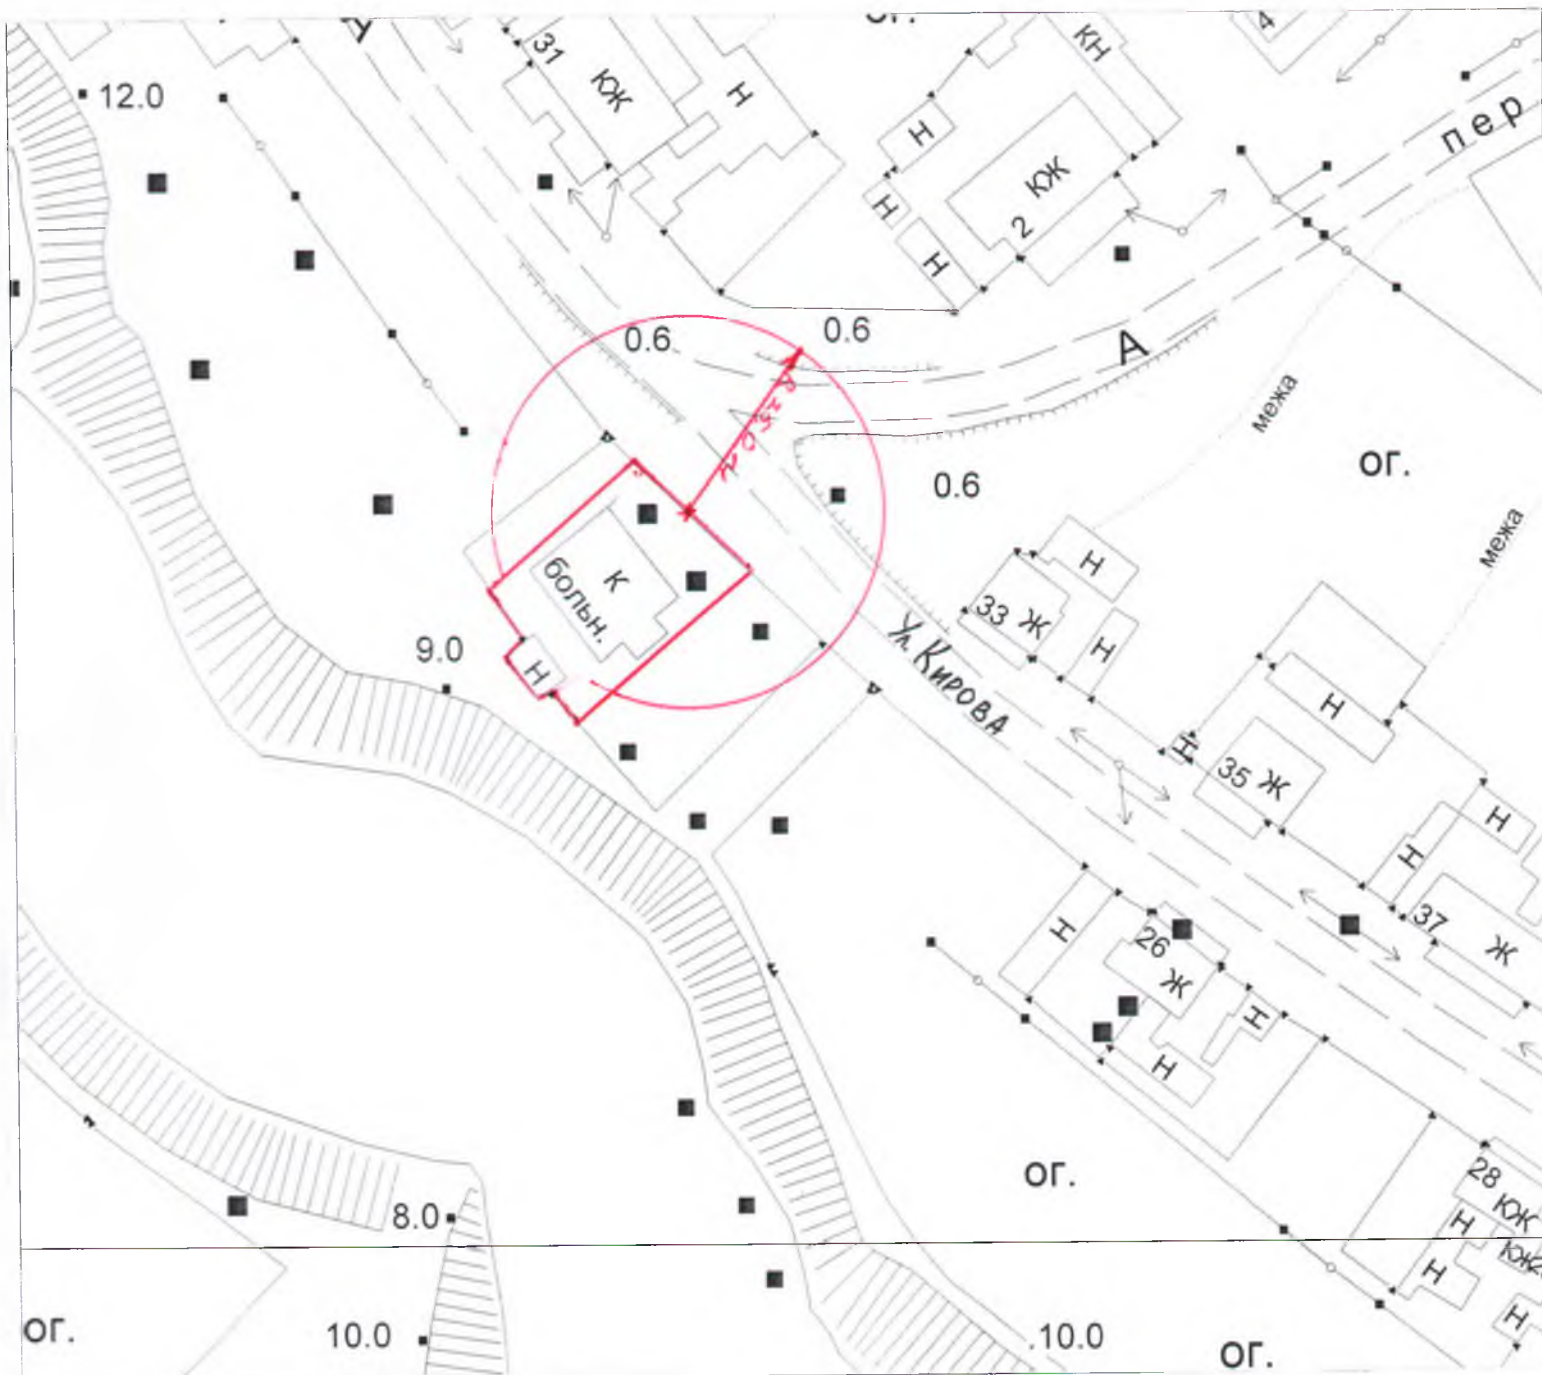 4
31
КЖ
Н
КН
12.0
Н
пер
КЖ
Н
2
Н
0.6
0.6
А
R=30м
межа
ог.
0.6
межа
К
больн.
Н
33 Ж
Н
Н
9.0
Ул. Кирова
Н
Н
35 Ж
Н
Н
37 Ж
Н
26
Ж
Н
Н
ог.
28
КЖ
Н
8.0
КЖ
Н
Н
ог.
10.0
10.0
ог.